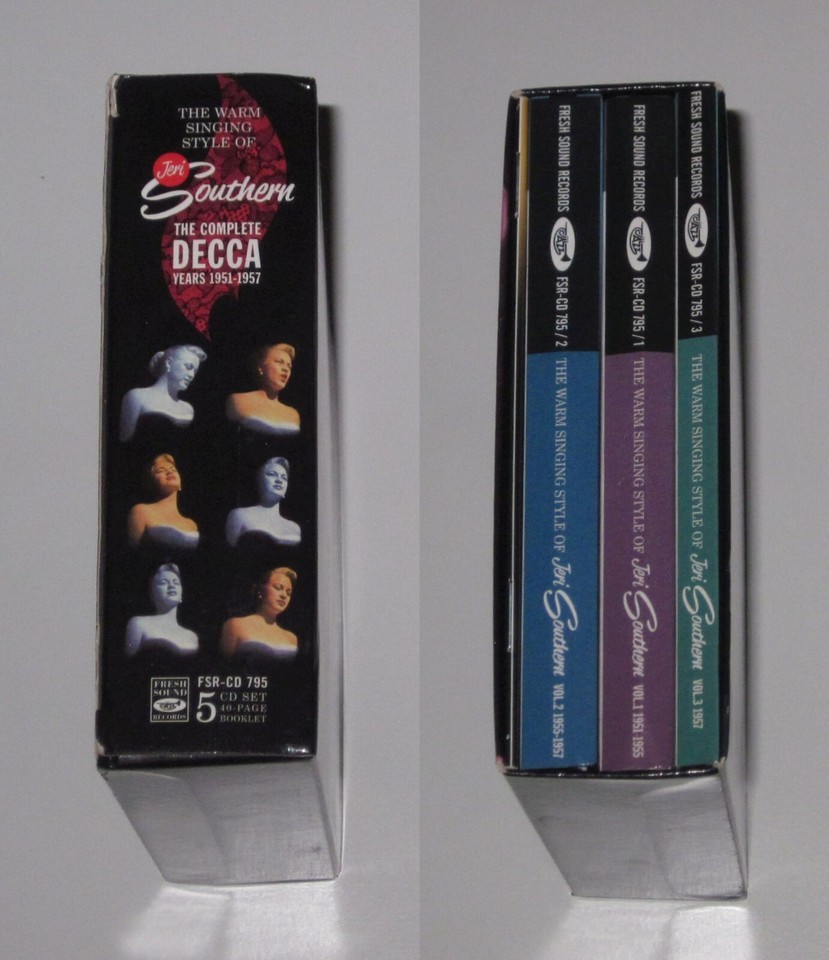 THE WARM
SINGING
STYLE OF
Jeri
Southern
THE COMPLETE
DECCA
YEARS 1951-1957
FRESH
SOUND
RECORDS
FSR-CD 795
5 CD SET
40-PAGE
BOOKLET
FRESH SOUND RECORDS FSR-CD 795 / 2 THE WARM SINGING STYLE OF Jeri Southern VOL.2 1955-1957
FRESH SOUND RECORDS FSR-CD 795 / 1 THE WARM SINGING STYLE OF Jeri Southern VOL.1 1951-1955
FRESH SOUND RECORDS FSR-CD 795 / 3 THE WARM SINGING STYLE OF Jeri Southern VOL.3 1957